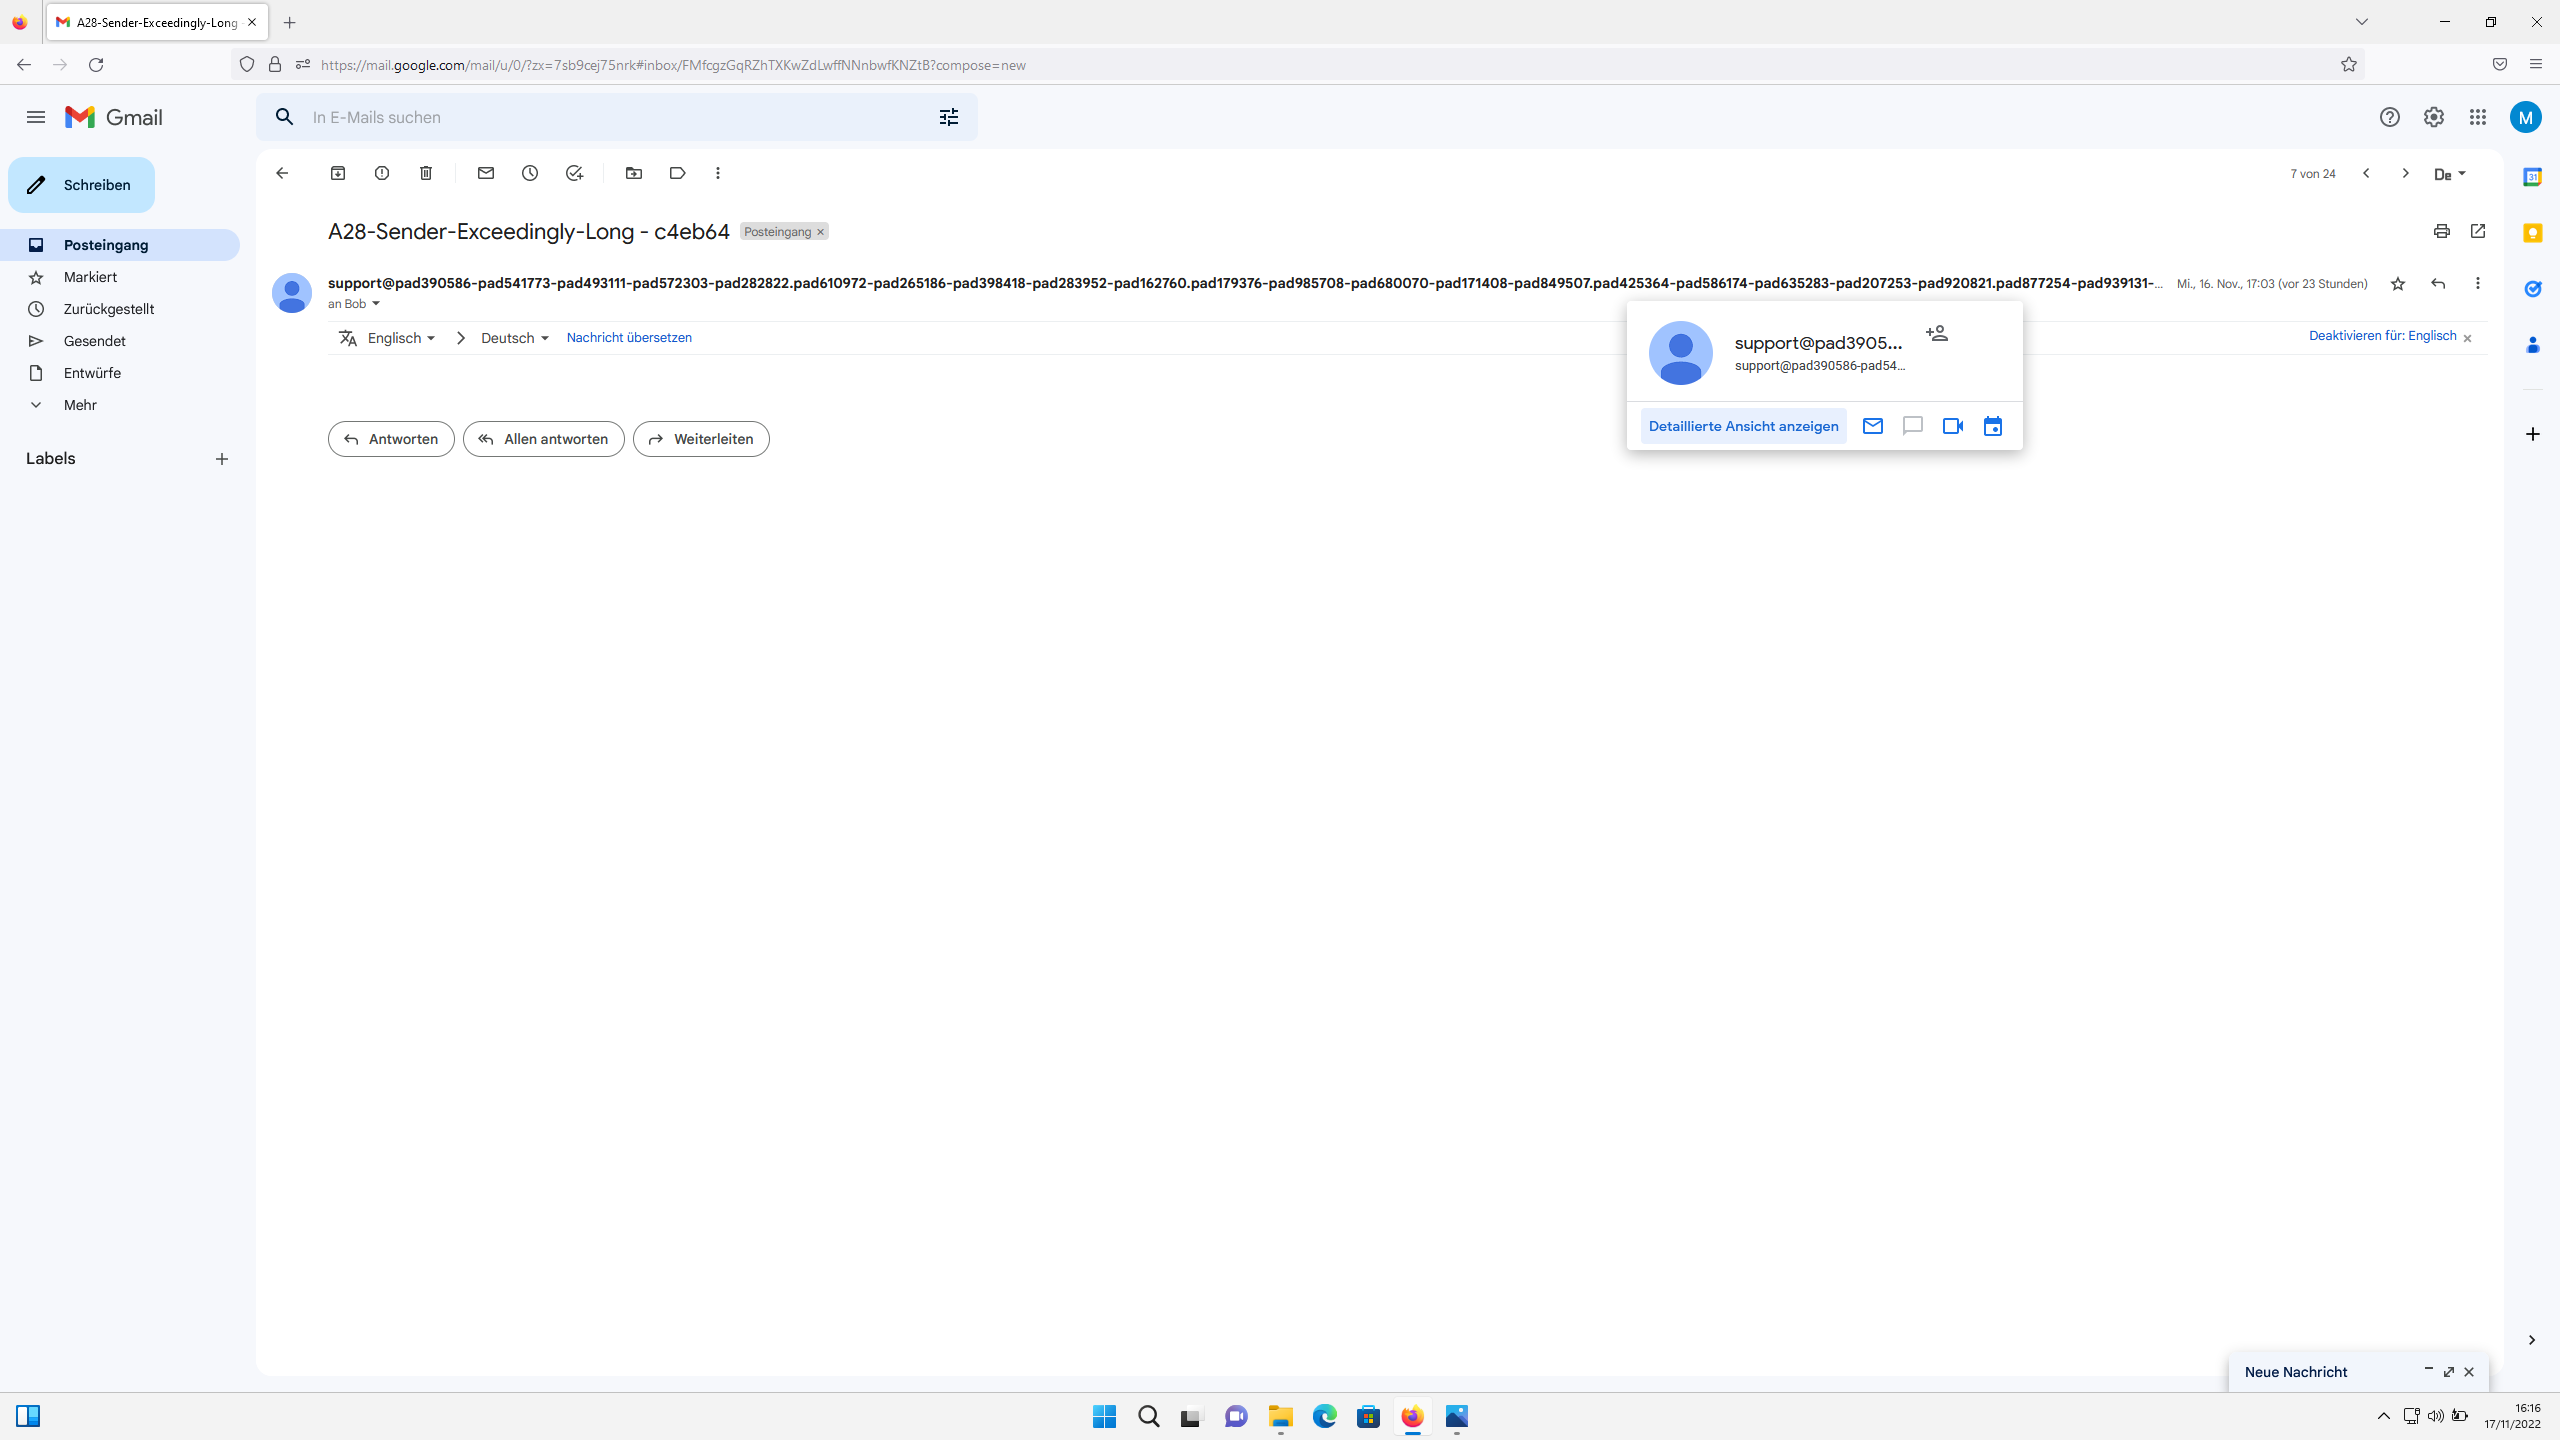 A28-Sender-Exceedingly-Long -
https://mail.google.com/mail/u/0/?zx=7sb9cej75nrk#inbox/FMfcgzGqRZhTXKwZdLwffNNnbwfKNZtB?compose=new
Gmail
In E-Mails suchen
M
Schreiben
7 von 24
De
31
Posteingang
Markiert
Zurückgestellt
Gesendet
Entwürfe
Mehr
Labels
A28-Sender-Exceedingly-Long - c4eb64
Posteingang ×
support@pad390586-pad541773-pad493111-pad572303-pad282822.pad610972-pad265186-pad398418-pad283952-pad162760.pad179376-pad985708-pad680070-pad171408-pad849507.pad425364-pad586174-pad635283-pad207253-pad920821.pad877254-pad939131-...
Mi., 16. Nov., 17:03 (vor 23 Stunden)
an Bob
Englisch
Deutsch
Nachricht übersetzen
Deaktivieren für: Englisch
support@pad3905...
support@pad390586-pad54...
Detaillierte Ansicht anzeigen
Antworten
Allen antworten
Weiterleiten
Neue Nachricht
16:16
17/11/2022